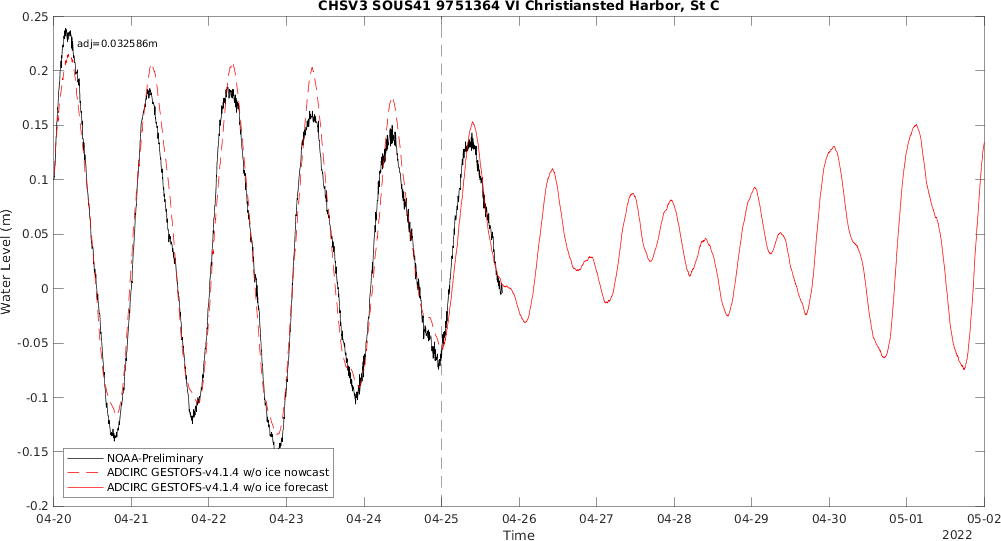 CHSV3 SOUS41 9751364 VI Christiansted Harbor, St C
0.25
adj=0.032586m
0.2
0.15
0.1
0.05
0
-0.05
-0.1
-0.15
-0.2
Water Level (m)
NOAA-Preliminary
ADCIRC GESTOFS-v4.1.4 w/o ice nowcast
ADCIRC GESTOFS-v4.1.4 w/o ice forecast
04-20 04-21 04-22 04-23 04-24 04-25 04-26 04-27 04-28 04-29 04-30 05-01 05-02
Time
2022